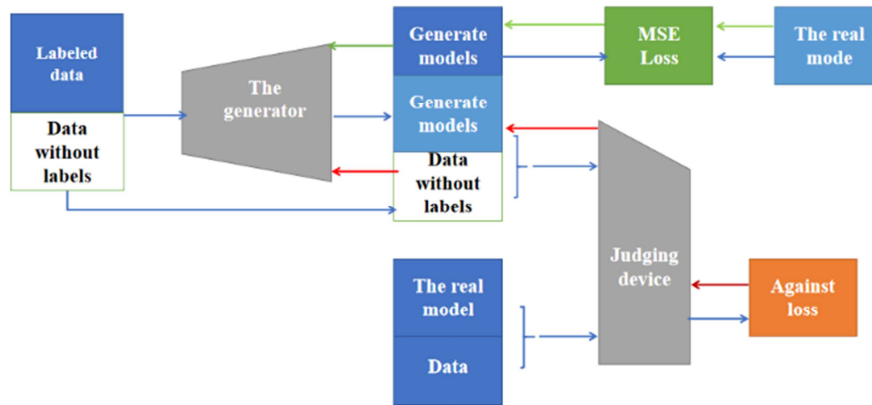 Labeled
data
Data
without
labels
The
generator
Generate
models
Generate
models
Data
without
labels
MSE
Loss
The real
mode
The real
model
Data
Judging
device
Against
loss